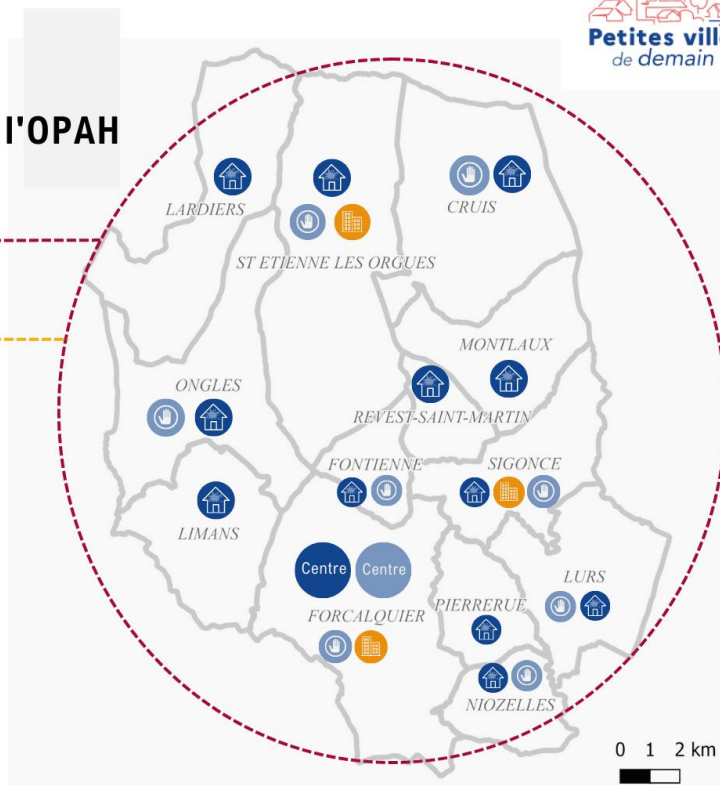 Petites
de demain
l'OPAH
LARDIERS
CRUIS
ST ETIENNE LES ORGUES
MONTLAUX
ONGLES
REVEST-SAINT-MARTIN
FONTIENNE
SIGONCE
LIMANS
Centre
Centre
LURS
FORCALQUIER
PIERRERUE
NIOZELLES
0 1 2 km